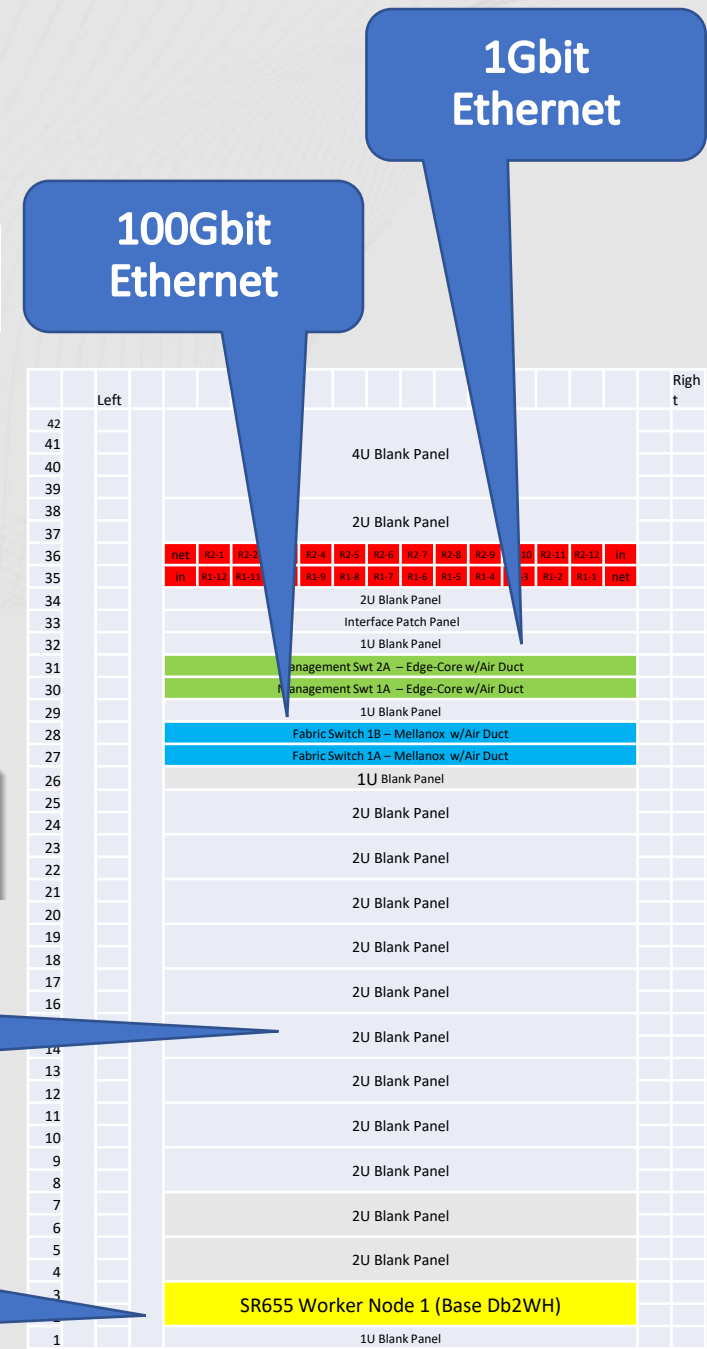 1Gbit
Ethernet
100Gbit
Ethernet
Left
Righ
t
42
41
4U Blank Panel
40
39
38
2U Blank Panel
37
36 net R2-1 R2-4 R2-5 R2-6 R2-7 R2-8 R2-9 R2-11 R2-12 in
35 in R1-12 R1-11 R1-9 R1-8 R1-7 R1-6 R1-5 R1-4 R1-2 R1-1 net
34 2U Blank Panel
33 Interface Patch Panel
32 1U Blank Panel
31 anagement Swt 2A – Edge-Core w/Air Duct
30 Management Swt 1A – Edge-Core w/Air Duct
29 1U Blank Panel
28 Fabric Switch 1B – Mellanox w/Air Duct
27 Fabric Switch 1A – Mellanox w/Air Duct
26 1U Blank Panel
25
2U Blank Panel
24
23
2U Blank Panel
22
21
2U Blank Panel
20
19
2U Blank Panel
18
17
2U Blank Panel
16
2U Blank Panel
14
13
2U Blank Panel
12
11
2U Blank Panel
10
9
2U Blank Panel
8
7
2U Blank Panel
6
5
2U Blank Panel
4
3
SR655 Worker Node 1 (Base Db2WH)
1 1U Blank Panel